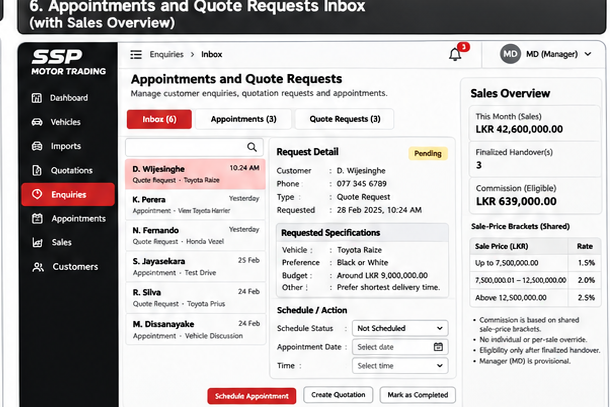 6. Appointments and Quote Requests Inbox
(with Sales Overview)
SSP
MOTOR TRADING
Dashboard
Vehicles
Imports
Quotations
Enquiries
Appointments
Sales
Customers
Enquiries > Inbox
3
MD
MD (Manager)
Appointments and Quote Requests
Manage customer enquiries, quotation requests and appointments.
Inbox (6)
Appointments (3)
Quote Requests (3)
D. Wijesinghe 10:24 AM
Quote Request - Toyota Raize
K. Perera Yesterday
Appointment - View Toyota Harrier
N. Fernando Yesterday
Quote Request - Honda Vezel
S. Jayasekara 25 Feb
Appointment - Test Drive
R. Silva 24 Feb
Quote Request - Toyota Prius
M. Dissanayake 24 Feb
Appointment - Vehicle Discussion
Request Detail Pending
Customer : D. Wijesinghe
Phone : 077 345 6789
Type : Quote Request
Requested : 28 Feb 2025, 10:24 AM
Requested Specifications
Vehicle : Toyota Raize
Preference : Black or White
Budget : Around LKR 9,000,000.00
Other : Prefer shortest delivery time.
Schedule / Action
Schedule Status : Not Scheduled
Appointment Date : Select date
Time : Select time
Schedule Appointment
Create Quotation
Mark as Completed
Sales Overview
This Month (Sales)
LKR 42,600,000.00
Finalized Handover(s)
3
Commission (Eligible)
LKR 639,000.00
Sale-Price Brackets (Shared)
Sale Price (LKR) Rate
Up to 7,500,000.00 1.5%
7,500,000.01 – 12,500,000.00 2.0%
Above 12,500,000.00 2.5%
• Commission is based on shared
sale-price brackets.
• No individual or per-sale override.
• Eligibility only after finalized handover.
• Manager (MD) is provisional.